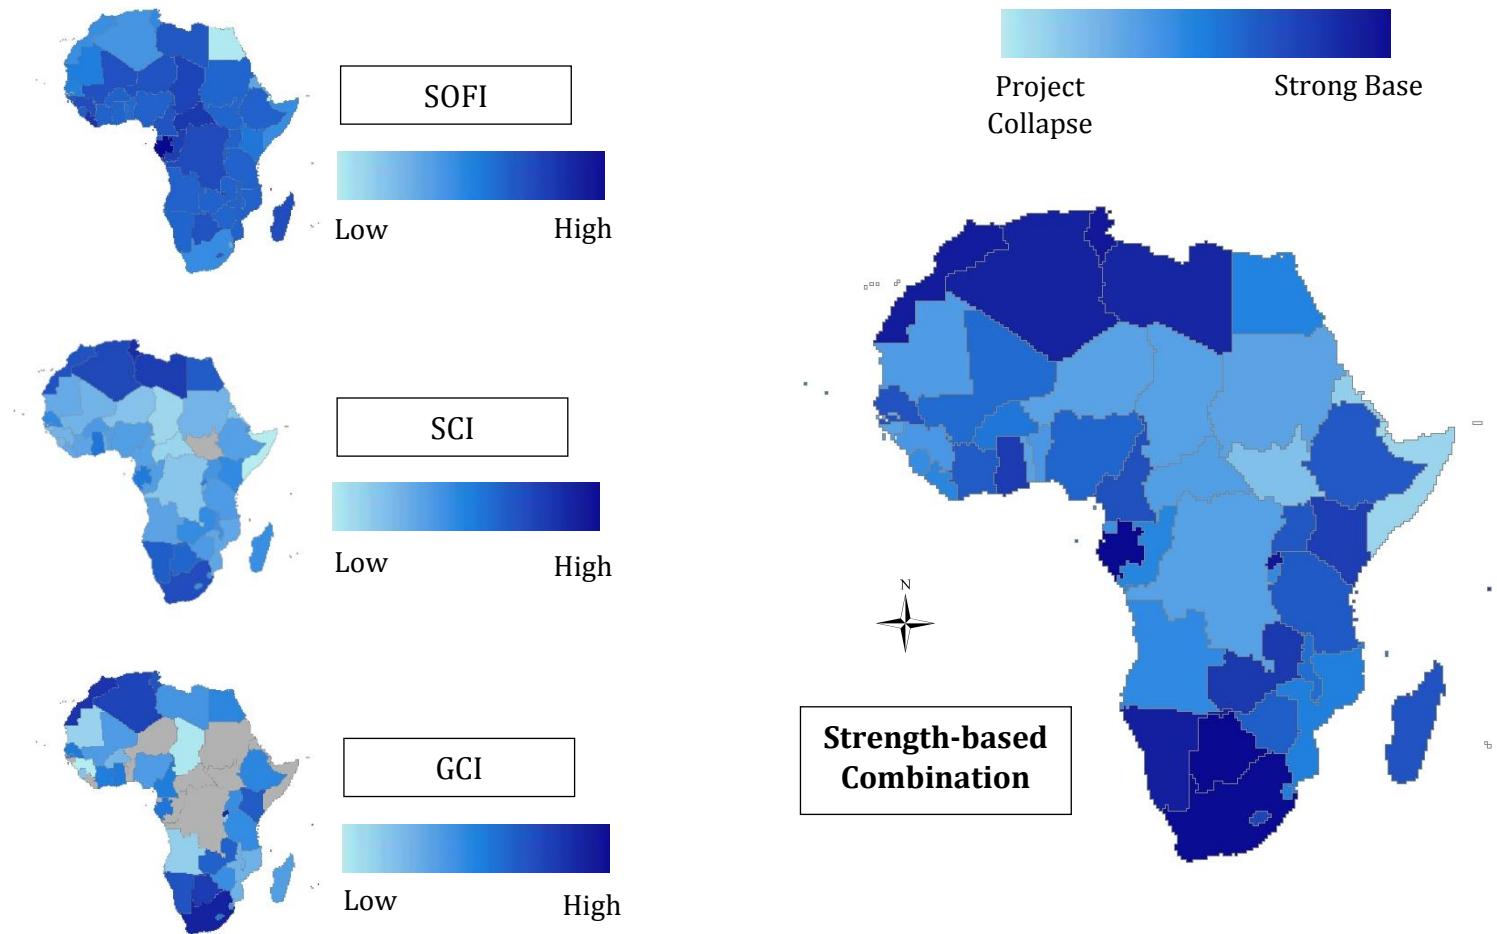 SOFI
Low High
SCI
Low High
GCI
Low High
Project
Collapse
Strong Base
N
Strength-based
Combination